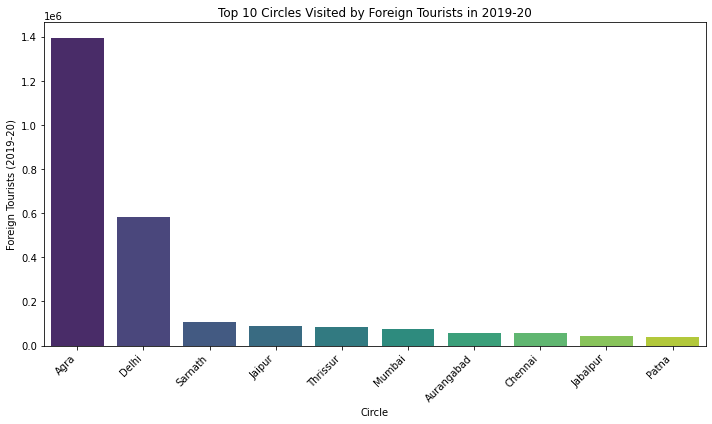 Top 10 Circles Visited by Foreign Tourists in 2019-20
1e6
1.4
1.2
1.0
0.8
0.6
0.4
0.2
0.0
Foreign Tourists (2019-20)
Agra
Delhi
Sarnath
Jaipur
Thrissur
Mumbai
Aurangabad
Chennai
Jabalpur
Patna
Circle